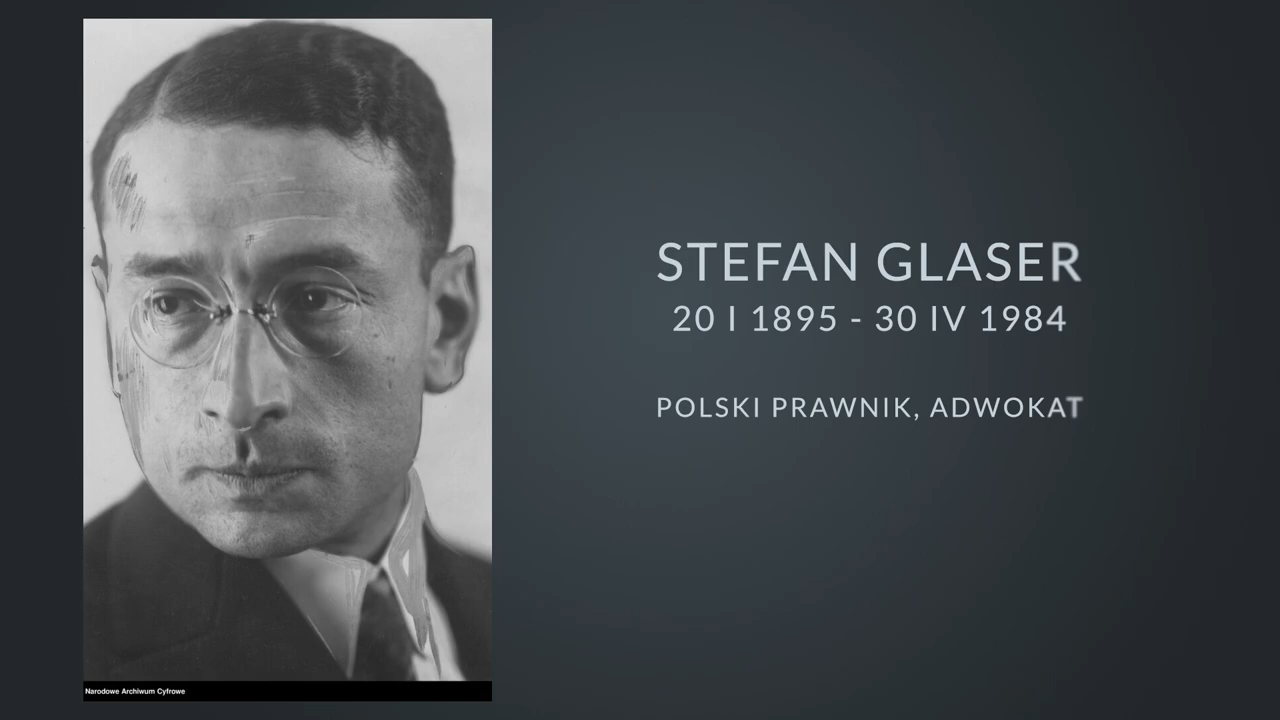 STEFAN GLASER
20 I 1895 - 30 IV 1984
POLSKI PRAWNIK, ADWOKAT
Narodowe Archiwum Cyfrowe